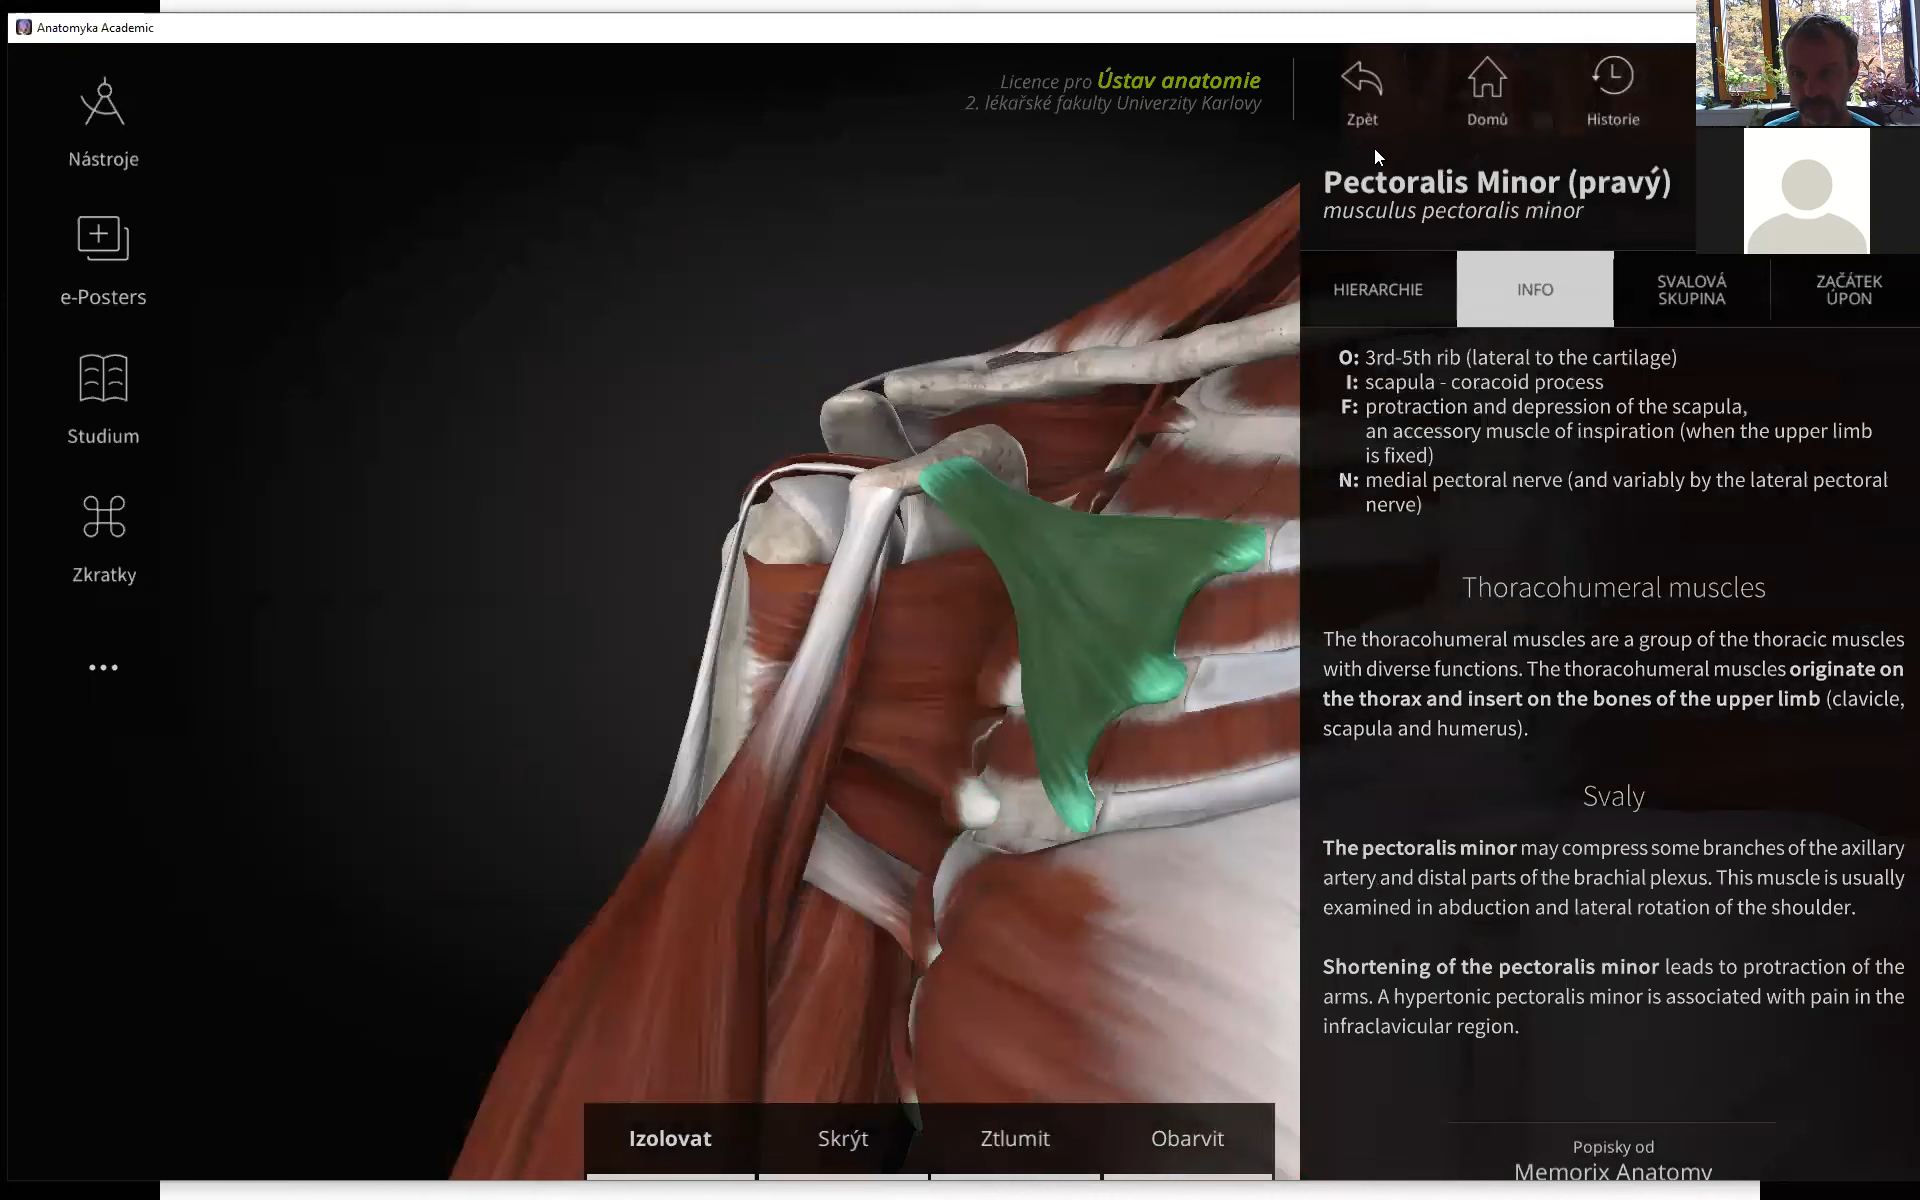 Anatomyka Academic
Licence pro Ústav anatomie
2. lékařské fakulty Univerzity Karlovy
Zpět
Domů
Historie
Nástroje
e-Posters
Studium
Zkratky
Pectoralis Minor (pravý)
musculus pectoralis minor
HIERARCHIE
INFO
SVALOVÁ
SKUPINA
ZAČÁTEK
ÚPON
O: 3rd-5th rib (lateral to the cartilage)
I: scapula - coracoid process
F: protraction and depression of the scapula,
an accessory muscle of inspiration (when the upper limb
is fixed)
N: medial pectoral nerve (and variably by the lateral pectoral
nerve)
Thoracohumeral muscles
The thoracohumeral muscles are a group of the thoracic muscles
with diverse functions. The thoracohumeral muscles originate on
the thorax and insert on the bones of the upper limb (clavicle,
scapula and humerus).
Svaly
The pectoralis minor may compress some branches of the axillary
artery and distal parts of the brachial plexus. This muscle is usually
examined in abduction and lateral rotation of the shoulder.
Shortening of the pectoralis minor leads to protraction of the
arms. A hypertonic pectoralis minor is associated with pain in the
infraclavicular region.
Popisky od
Memorix Anatomy
Izolovat
Skrýt
Ztlumit
Obarvit